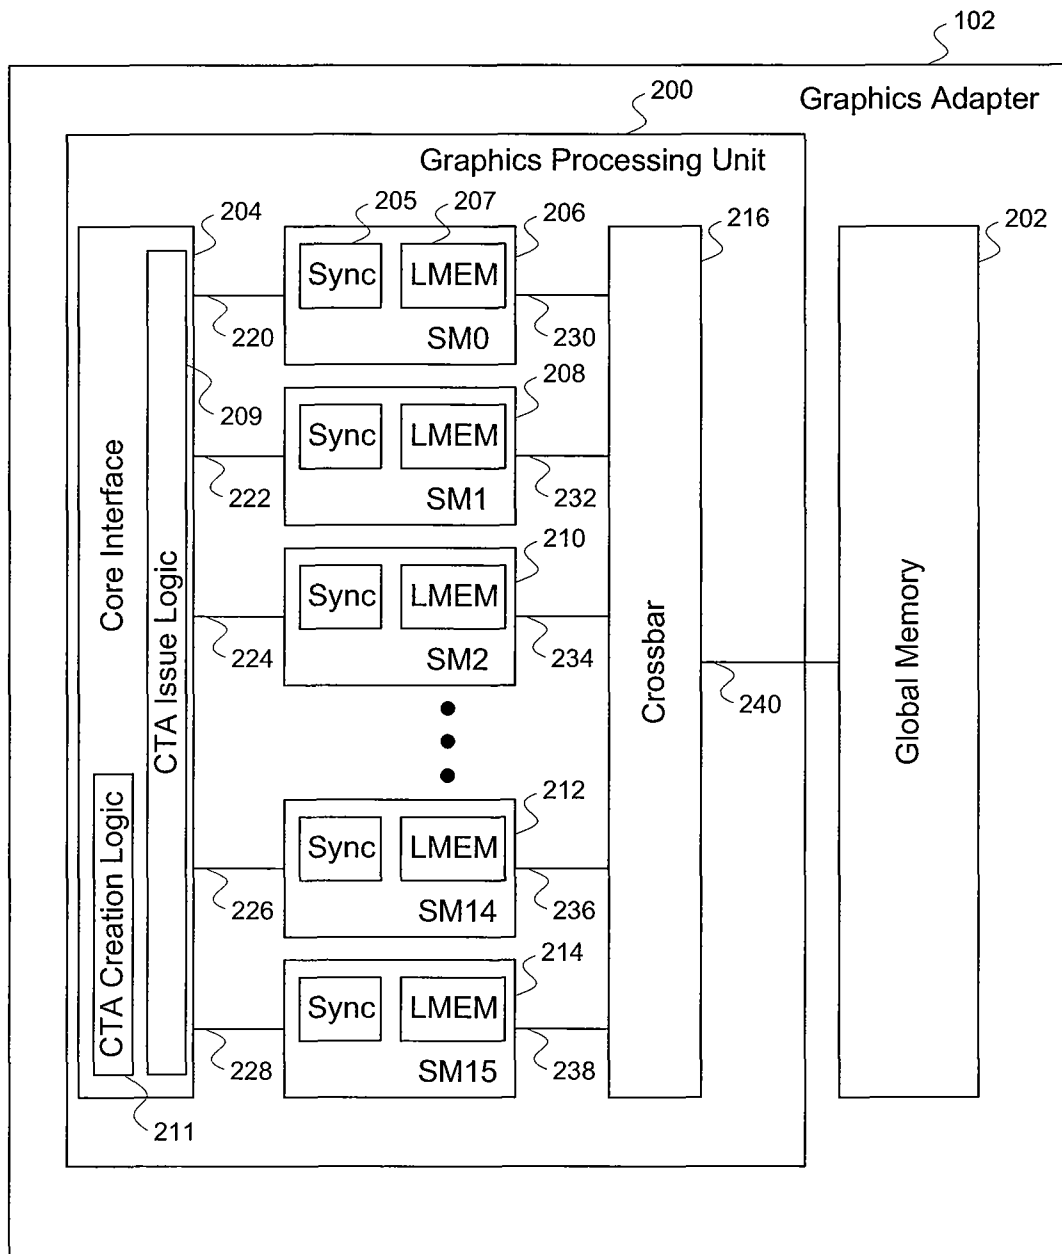 102
Graphics Adapter
200
Graphics Processing Unit
204
205
207
206
216
202
Sync
LMEM
SM0
220
230
209
208
Sync
LMEM
SM1
222
232
210
Sync
LMEM
SM2
224
234
Core Interface
CTA Issue Logic
Crossbar
240
Global Memory
212
Sync
LMEM
SM14
226
236
CTA Creation Logic
214
Sync
LMEM
SM15
228
238
211